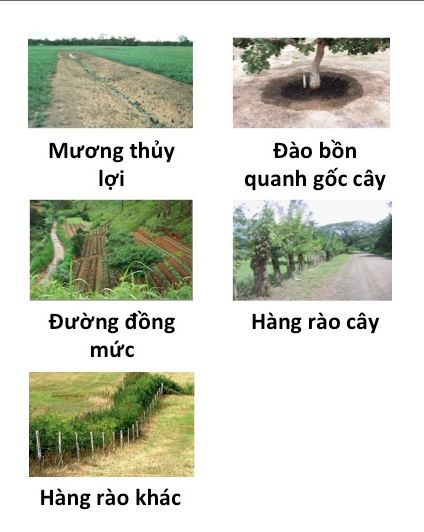 Mương thủy
lợi
Đào bồn
quanh gốc cây
Đường đồng
mức
Hàng rào cây
Hàng rào khác